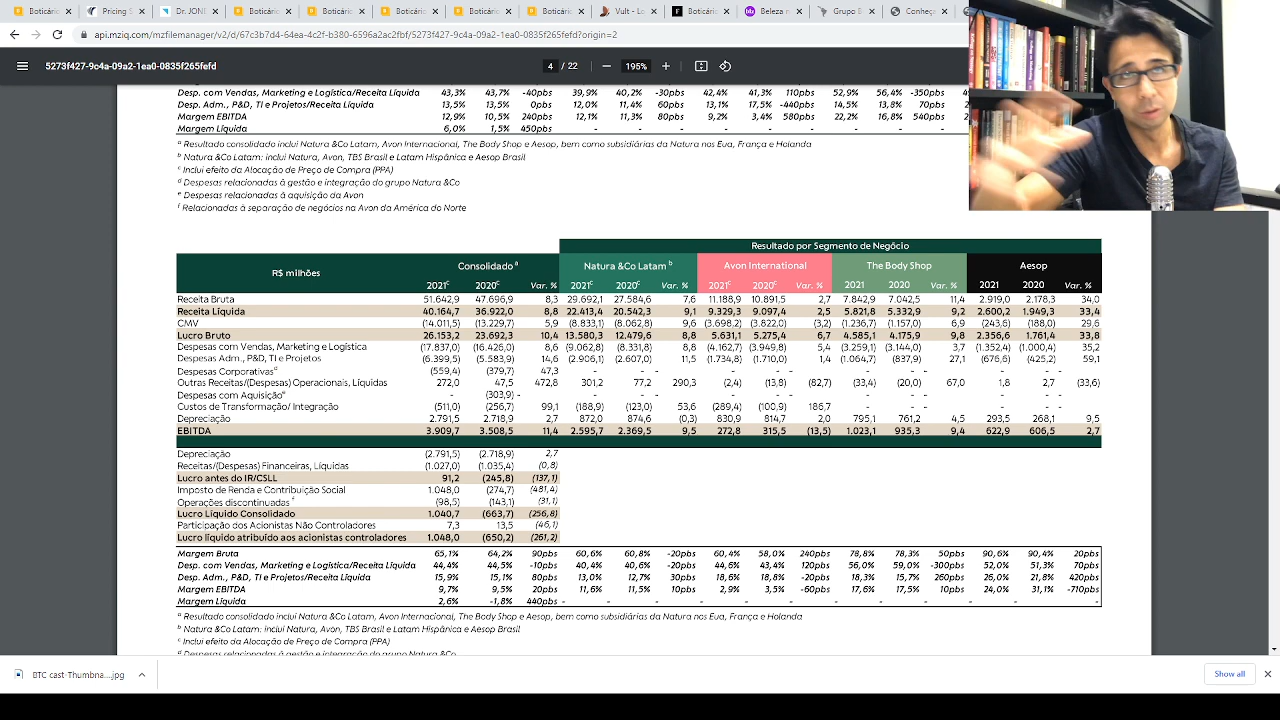 Boticário
Pricing S
Dr. JONI
Boticário
Boticário
Boticário
Boticário
Boticário
Vult - Lo
Boticário
Beleza n
Grupo B
Conheça
5273f427-9c4a-09a2-1ea0-0835f265fefd
4 / 22
195%
Desp. com Vendas, Marketing e Logística/Receita Líquida 43,3% 43,7% -40pbs 39,9% 40,2% -30pbs 42,4% 41,3% 110pbs 52,9% 56,4% -350pbs
Desp. Adm., P&D, TI e Projetos/Receita Líquida 13,5% 13,5% 0pbs 12,0% 11,4% 60pbs 13,1% 17,5% -440pbs 14,5% 13,8% 70pbs
Margem EBITDA 12,9% 10,5% 240pbs 12,1% 11,3% 80pbs 9,2% 3,4% 580pbs 22,2% 16,8% 540pbs
Margem Líquida 6,0% 1,5% 450pbs - - - - - - - - -
a Resultado consolidado inclui Natura &Co Latam, Avon Internacional, The Body Shop e Aesop, bem como subsidiárias da Natura nos Eua, França e Holanda
b Natura &Co Latam: inclui Natura, Avon, TBS Brasil e Latam Hispânica e Aesop Brasil
c Inclui efeito da Alocação de Preço de Compra (PPA)
d Despesas relacionadas à gestão e integração do grupo Natura &Co
e Despesas relacionadas à aquisição da Avon
f Relacionadas à separação de negócios na Avon da América do Norte
Resultado por Segmento de Negócio
R$ milhões Consolidado a Natura &Co Latam b Avon International The Body Shop Aesop
2021c 2020c Var. % 2021c 2020c Var. % 2021c 2020c Var. % 2021 2020 Var. % 2021 2020 Var. %
Receita Bruta 51.642,9 47.696,9 8,3 29.692,1 27.584,6 7,6 11.188,9 10.891,5 2,7 7.842,9 7.042,5 11,4 2.919,0 2.178,3 34,0
Receita Líquida 40.164,7 36.922,0 8,8 22.413,4 20.542,3 9,1 9.329,3 9.097,4 2,5 5.821,8 5.332,9 9,2 2.600,2 1.949,3 33,4
CMV (14.011,5) (13.229,7) 5,9 (8.833,1) (8.062,8) 9,6 (3.698,2) (3.822,0) (3,2) (1.236,7) (1.157,0) 6,9 (243,6) (188,0) 29,6
Lucro Bruto 26.153,2 23.692,3 10,4 13.580,3 12.479,6 8,8 5.631,1 5.275,4 6,7 4.585,1 4.175,9 9,8 2.356,6 1.761,4 33,8
Despesas com Vendas, Marketing e Logística (17.837,0) (16.426,0) 8,6 (9.062,8) (8.331,8) 8,8 (4.162,7) (3.949,8) 5,4 (3.259,1) (3.144,0) 3,7 (1.352,4) (1.000,4) 35,2
Despesas Adm., P&D, TI e Projetos (6.399,5) (5.583,9) 14,6 (2.906,1) (2.607,0) 11,5 (1.734,8) (1.710,0) 1,4 (1.064,7) (837,9) 27,1 (676,6) (425,2) 59,1
Despesas Corporativas d (559,4) (379,7) 47,3 - - - - - - - - - - - -
Outras Receitas/(Despesas) Operacionais, Líquidas 272,0 47,5 472,8 301,2 77,2 290,3 (2,4) (13,8) (82,7) (33,4) (20,0) 67,0 1,8 2,7 (33,6)
Despesas com Aquisição e - (303,9) - - - - - - - - - - - - -
Custos de Transformação/ Integração (511,0) (256,7) 99,1 (188,9) (123,0) 53,6 (289,4) (100,9) 186,7 - - - - - -
Depreciação 2.791,5 2.718,9 2,7 872,0 874,6 (0,3) 830,9 814,7 2,0 795,1 761,2 4,5 293,5 268,1 9,5
EBITDA 3.909,7 3.508,5 11,4 2.595,7 2.369,5 9,5 272,8 315,5 (13,5) 1.023,1 935,3 9,4 622,9 606,5 2,7
Depreciação (2.791,5) (2.718,9) 2,7
Receitas/(Despesas) Financeiras, Líquidas (1.027,0) (1.035,4) (0,8)
Lucro antes do IR/CSLL 91,2 (245,8) (137,1)
Imposto de Renda e Contribuição Social 1.048,0 (274,7) (481,4)
Operações discontinuadas f (98,5) (143,1) (31,1)
Lucro Líquido Consolidado 1.040,7 (663,7) (256,8)
Participação dos Acionistas Não Controladores 7,3 13,5 (46,1)
Lucro líquido atribuído aos acionistas controladores 1.048,0 (650,2) (261,2)
Margem Bruta 65,1% 64,2% 90pbs 60,6% 60,8% -20pbs 60,4% 58,0% 240pbs 78,8% 78,3% 50pbs 90,6% 90,4% 20pbs
Desp. com Vendas, Marketing e Logística/Receita Líquida 44,4% 44,5% -10pbs 40,4% 40,6% -20pbs 44,6% 43,4% 120pbs 56,0% 59,0% -300pbs 52,0% 51,3% 70pbs
Desp. Adm., P&D, TI e Projetos/Receita Líquida 15,9% 15,1% 80pbs 13,0% 12,7% 30pbs 18,6% 18,8% -20pbs 18,3% 15,7% 260pbs 26,0% 21,8% 420pbs
Margem EBITDA 9,7% 9,5% 20pbs 11,6% 11,5% 10pbs 2,9% 3,5% -60pbs 17,6% 17,5% 10pbs 24,0% 31,1% -710pbs
Margem Líquida 2,6% -1,8% 440pbs - - - - - - - - - - - -
a Resultado consolidado inclui Natura &Co Latam, Avon Internacional, The Body Shop e Aesop, bem como subsidiárias da Natura nos Eua, França e Holanda
b Natura &Co Latam: inclui Natura, Avon, TBS Brasil e Latam Hispânica e Aesop Brasil
c Inclui efeito da Alocação de Preço de Compra (PPA)
d Despesas relacionadas à gestão e integração do grupo Natura &Co
BTC cast-Thumbna....jpg
Show all